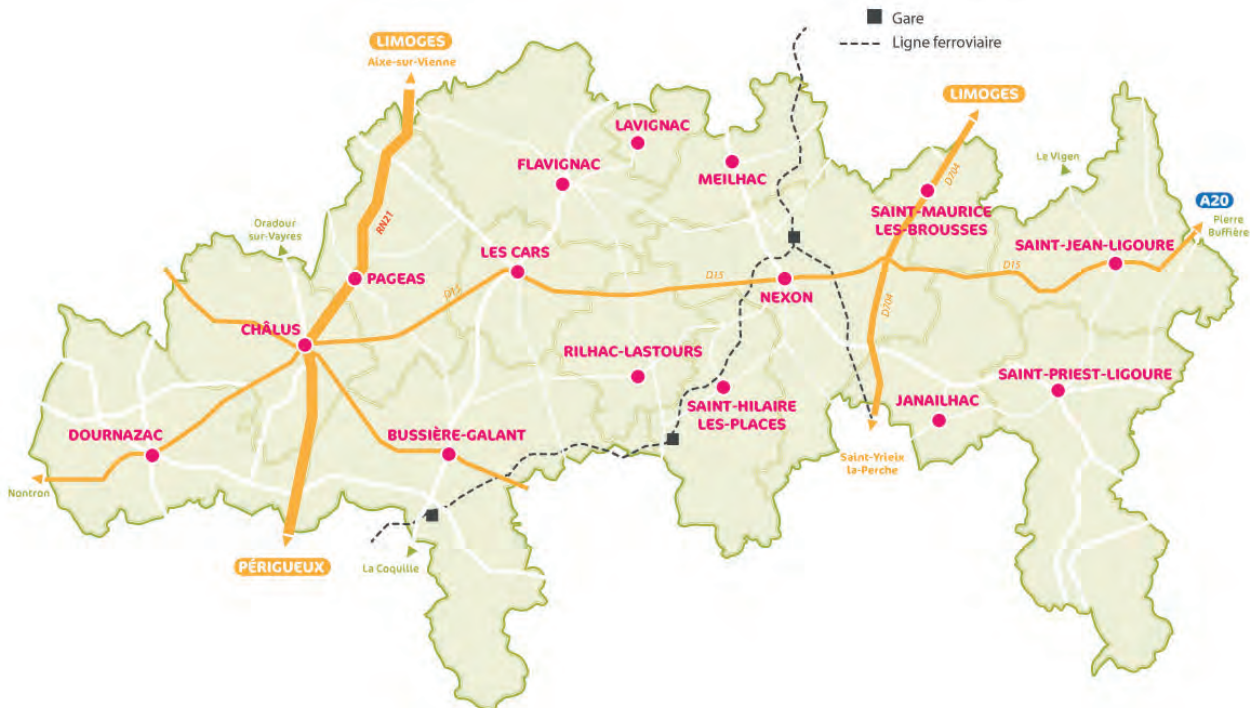 Gare
Ligne ferroviaire
LIMOGES
Aixe-sur-Vienne
LIMOGES
LAVIGNAC
FLAVIGNAC
MEILHAC
D704
Le Vigen
SAINT-MAURICE
LES-BROUSSES
A20
Pierre
Buffière
Oradour
sur-Vayres
RN21
LES CARS
SAINT-JEAN-LIGOURE
PAGEAS
D15
D15
D15
NEXON
D704
CHÂLUS
RILHAC-LASTOURS
SAINT-PRIEST-LIGOURE
SAINT-HILAIRE
LES-PLACES
JANAILHAC
DOURNAZAC
BUSSIÈRE-GALANT
Saint-Yrieix
la-Perche
Nontron
PÉRIGUEUX
La Coquille